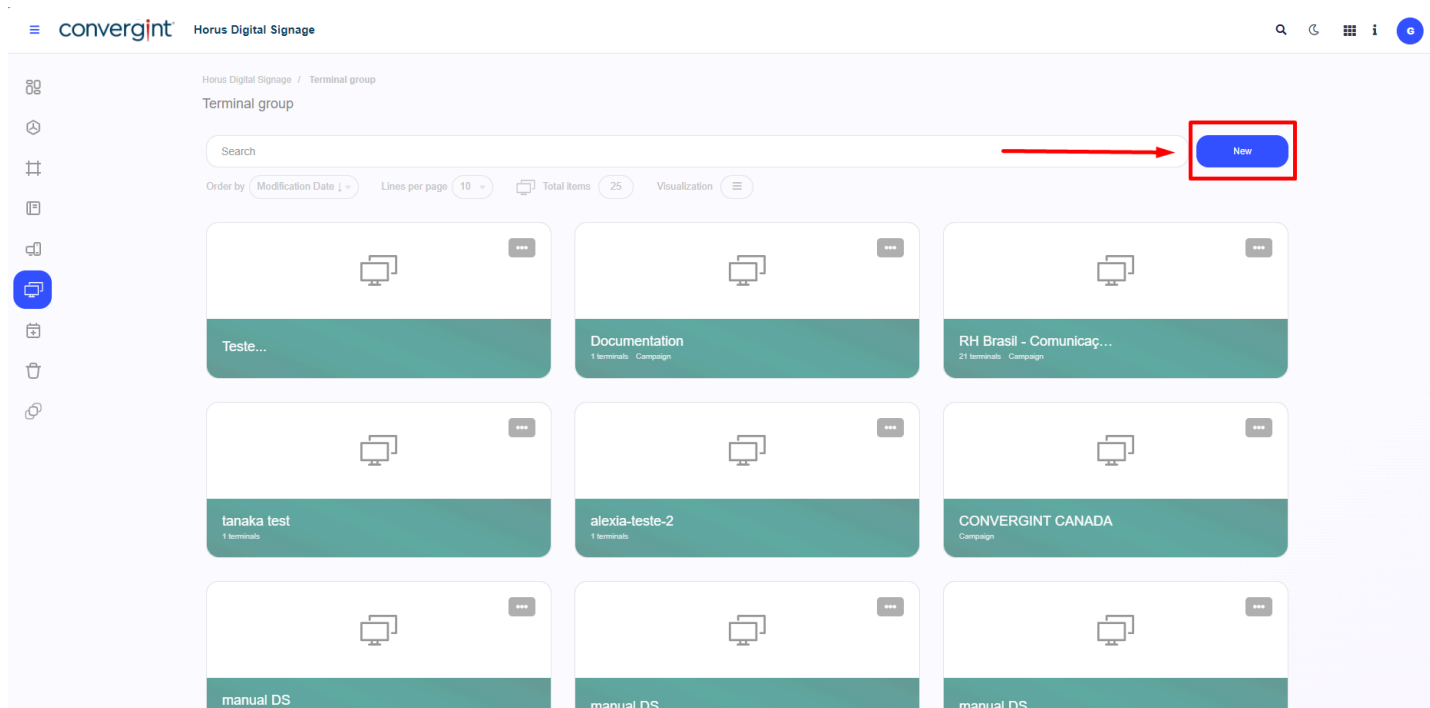 convergint Horus Digital Signage G
Horus Digital Signage / Terminal group
Terminal group
Search New
Order by Modification Date ↓ Lines per page 10 Total items 25 Visualization
Teste... Documentation RH Brasil - Comunicaç...
1 terminals Campaign 21 terminals Campaign
tanaka test alexia-teste-2 CONVERGINT CANADA
1 terminals 1 terminals Campaign
manual DS manual DS manual DS